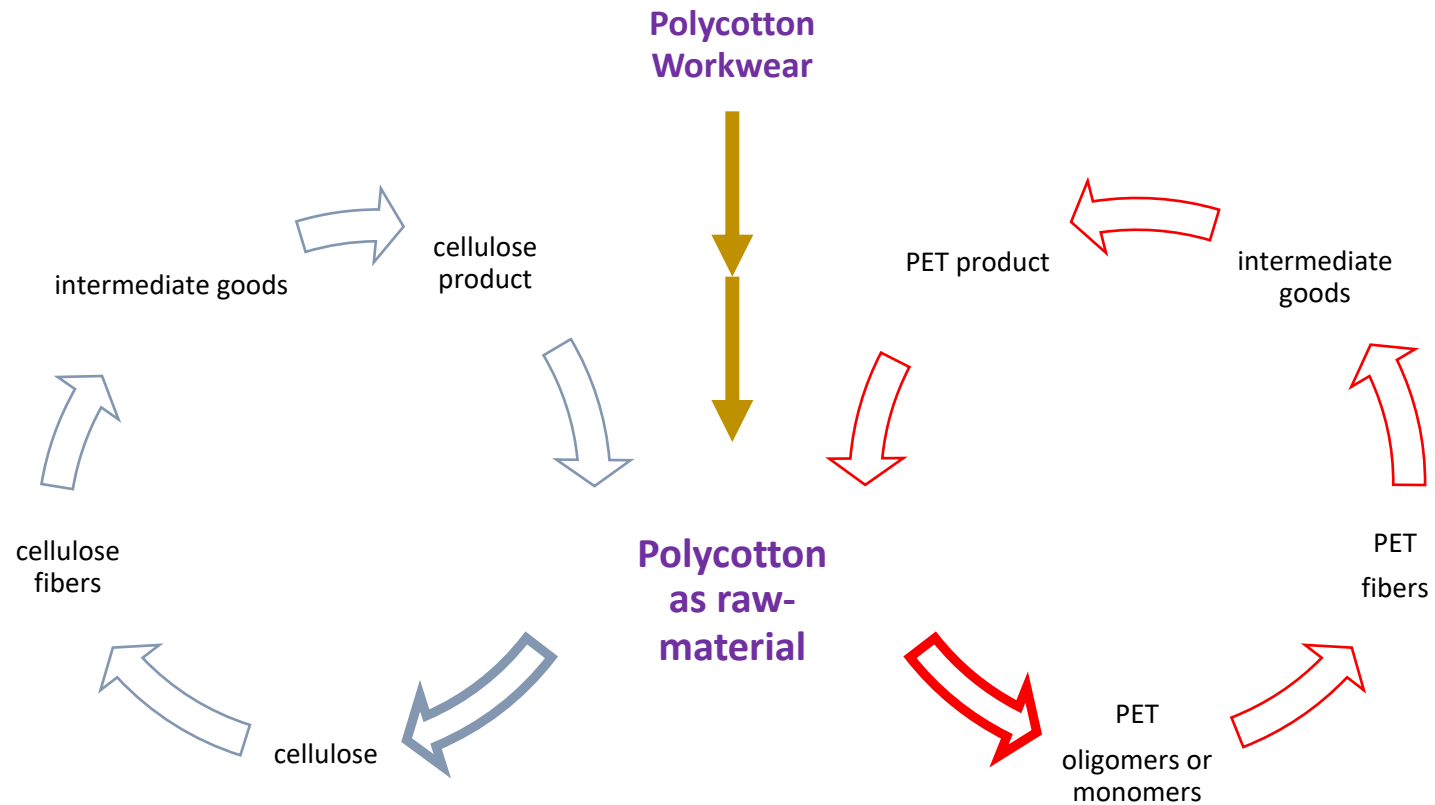 Polycotton
Workwear
cellulose
product
intermediate goods
PET product
intermediate
goods
cellulose
fibers
Polycotton
as raw-
material
PET
fibers
cellulose
PET
oligomers or
monomers